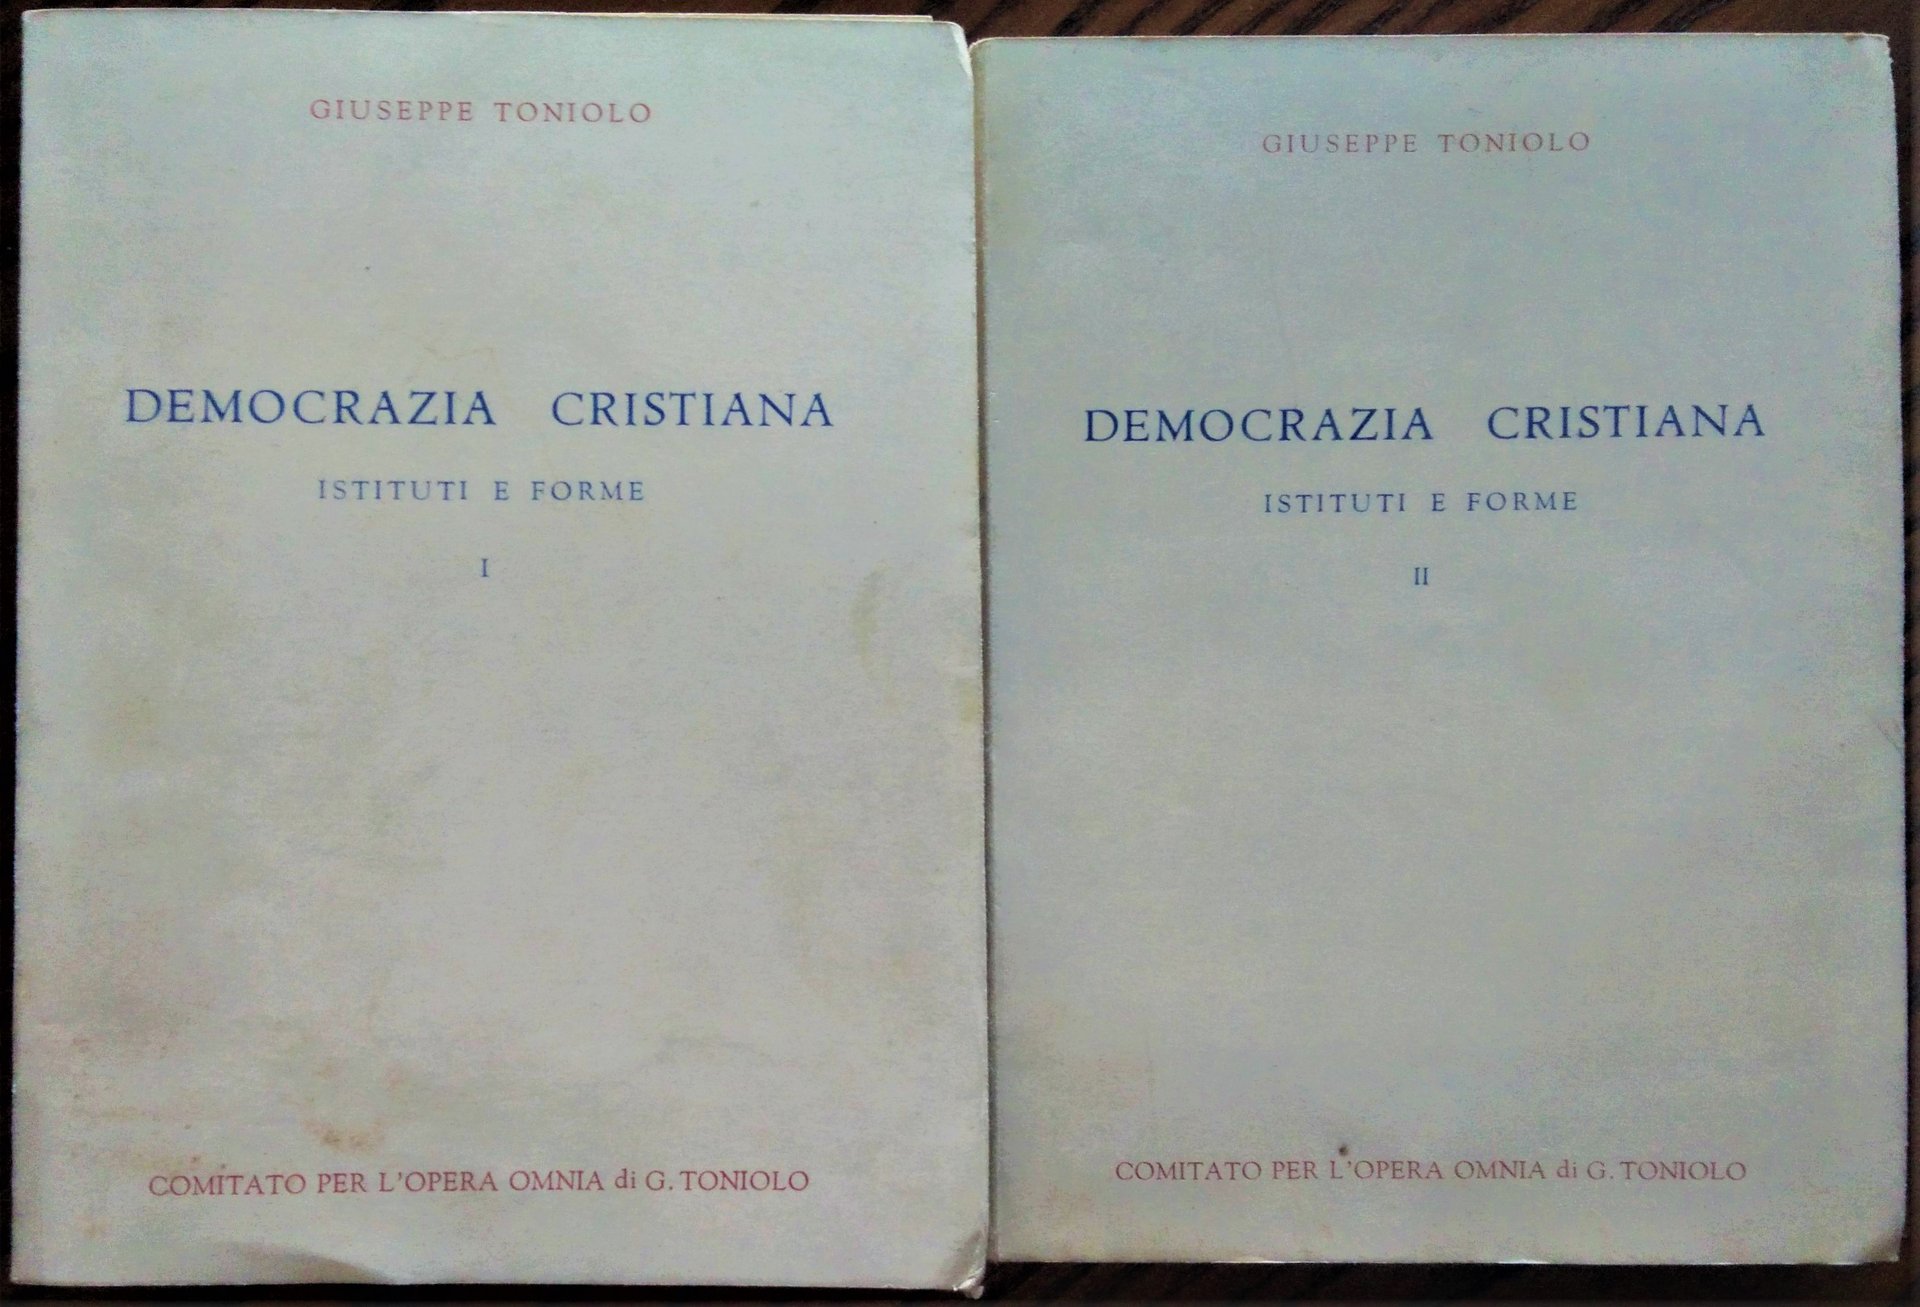 GIUSEPPE TONIOLO
DEMOCRAZIA CRISTIANA
ISTITUTI E FORME
I
COMITATO PER L'OPERA OMNIA di G. TONIOLO
GIUSEPPE TONIOLO
DEMOCRAZIA CRISTIANA
ISTITUTI E FORME
II
COMITATO PER L'OPERA OMNIA di G. TONIOLO